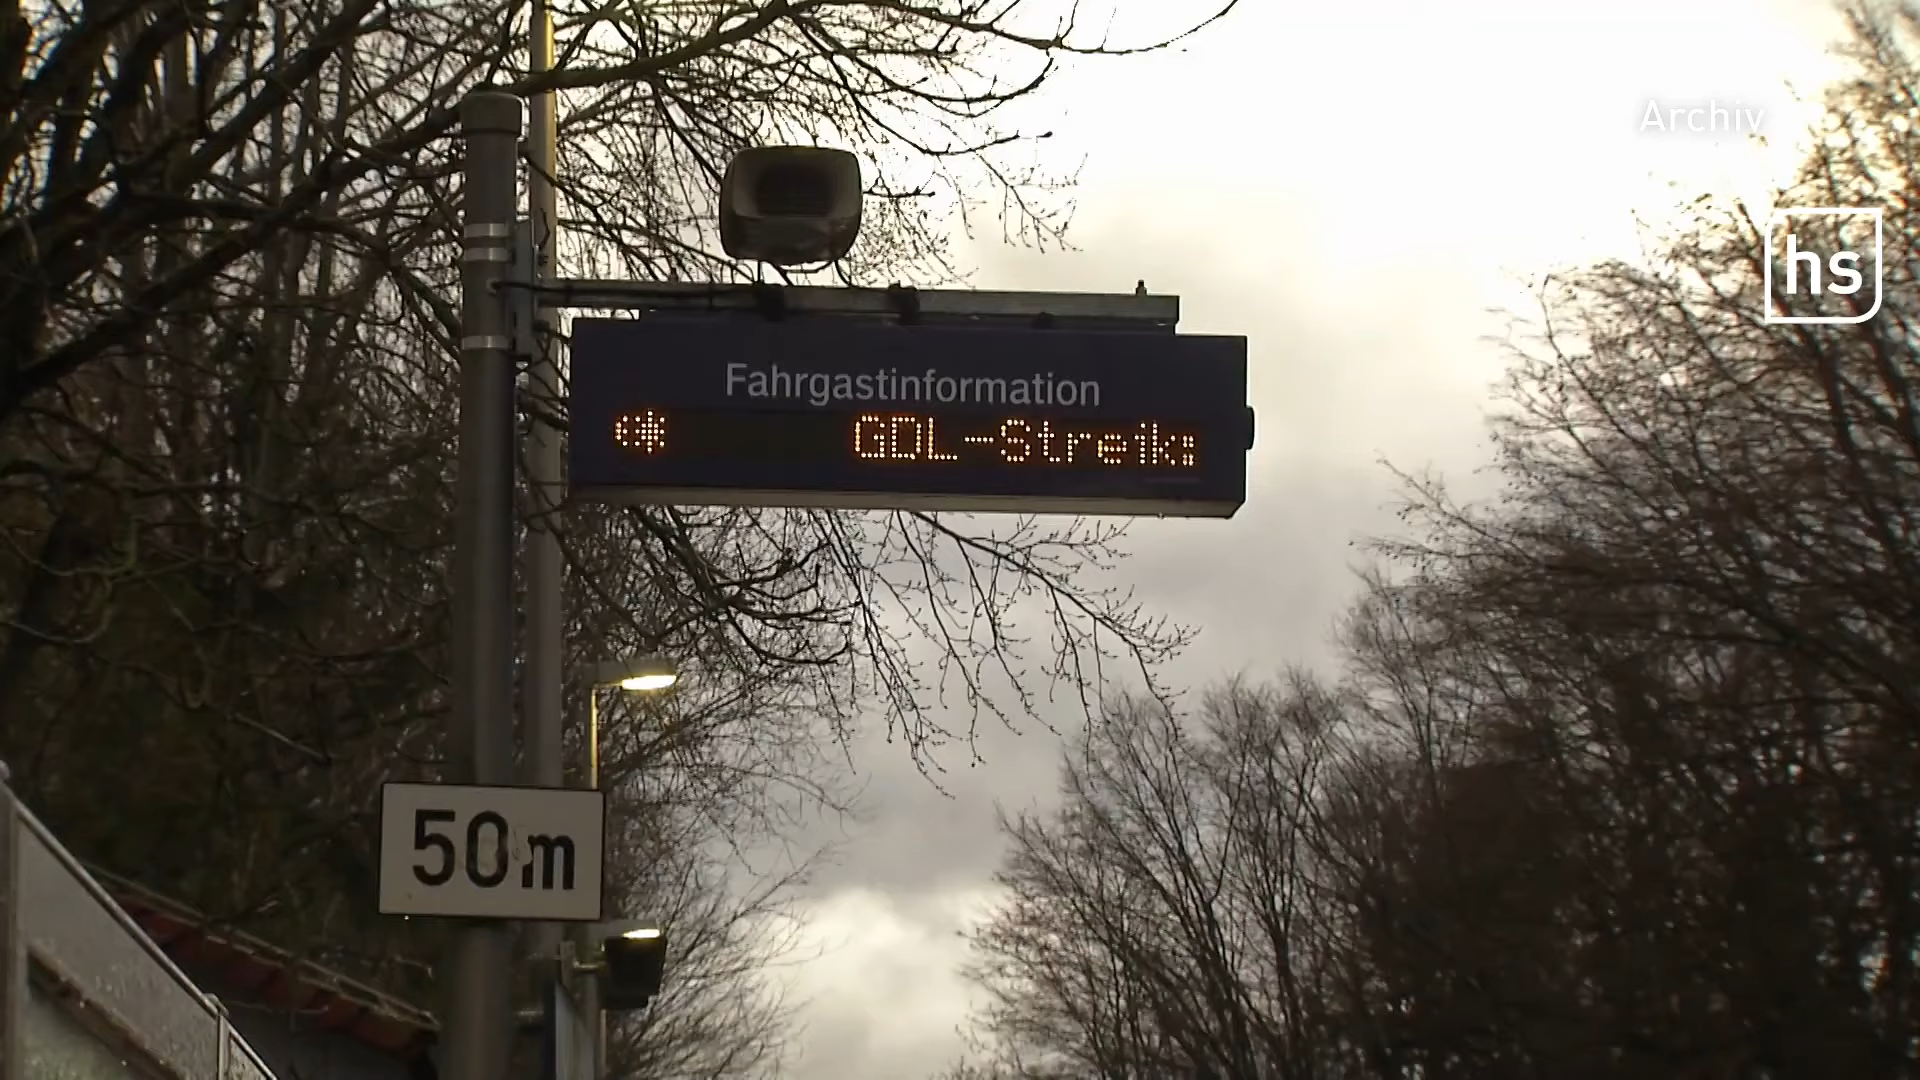 Archiv
hs
Fahrgastinformation
GDL-Streik:
50m